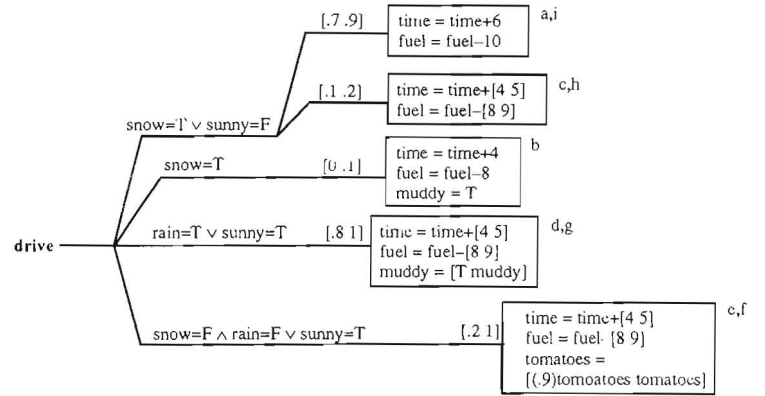 [.7 .9]
time = time+6
fuel = fuel–10
a,i
[.1 .2]
time = time+[4 5]
fuel = fuel–[8 9]
c,h
snow=T ∨ sunny=F
snow=T
[0 .1]
time = time+4
fuel = fuel–8
muddy = T
b
drive
rain=T ∨ sunny=T
[.8 1]
time = time+[4 5]
fuel = fuel–[8 9]
muddy = [T muddy]
d,g
snow=F ∧ rain=F ∨ sunny=T
[.2 1]
time = time+[4 5]
fuel = fuel- [8 9]
tomatoes =
[(.9)tomoatoes tomatoes]
e,f